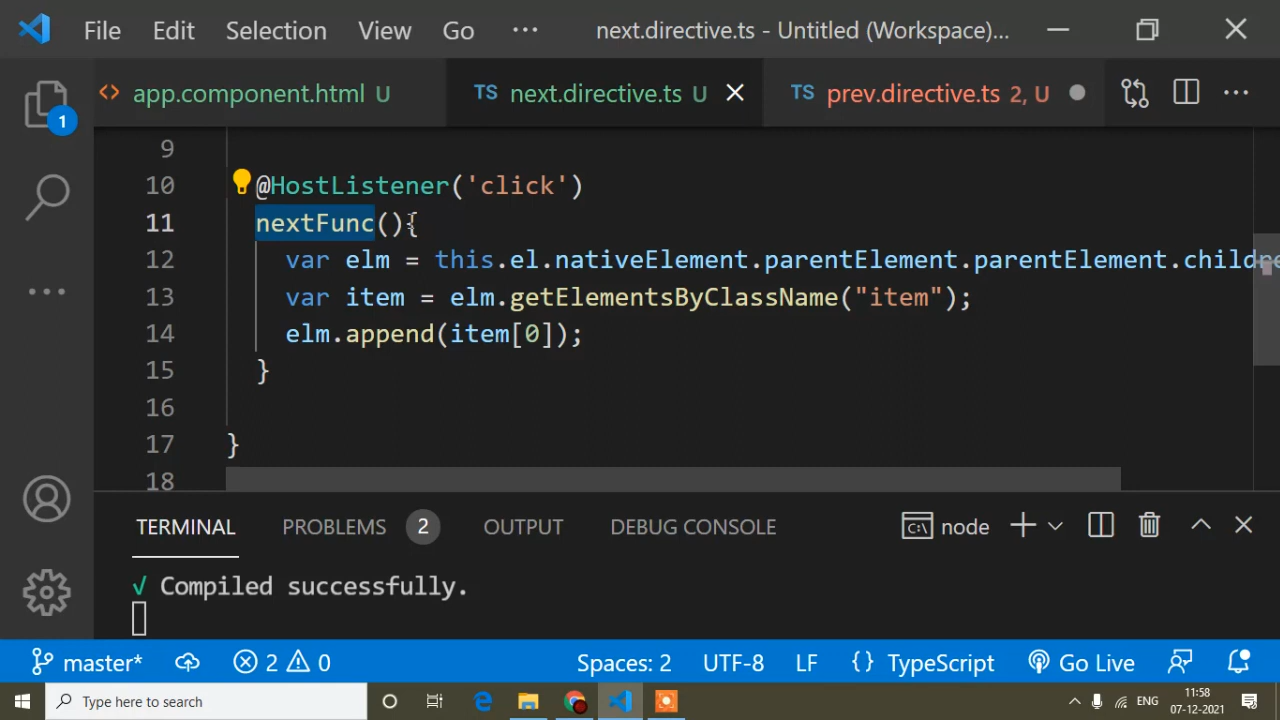 File Edit Selection View Go ··· next.directive.ts - Untitled (Workspace)...
1
<> app.component.html U TS next.directive.ts U TS prev.directive.ts 2, U
9
10 @HostListener('click')
11 nextFunc(){
12 var elm = this.el.nativeElement.parentElement.parentElement.childre
13 var item = elm.getElementsByClassName("item");
14 elm.append(item[0]);
15 }
16
17 }
18
TERMINAL PROBLEMS 2 OUTPUT DEBUG CONSOLE node
√ Compiled successfully.
master* 2 0 Spaces: 2 UTF-8 LF {} TypeScript Go Live
Type here to search ENG 11:58
07-12-2021